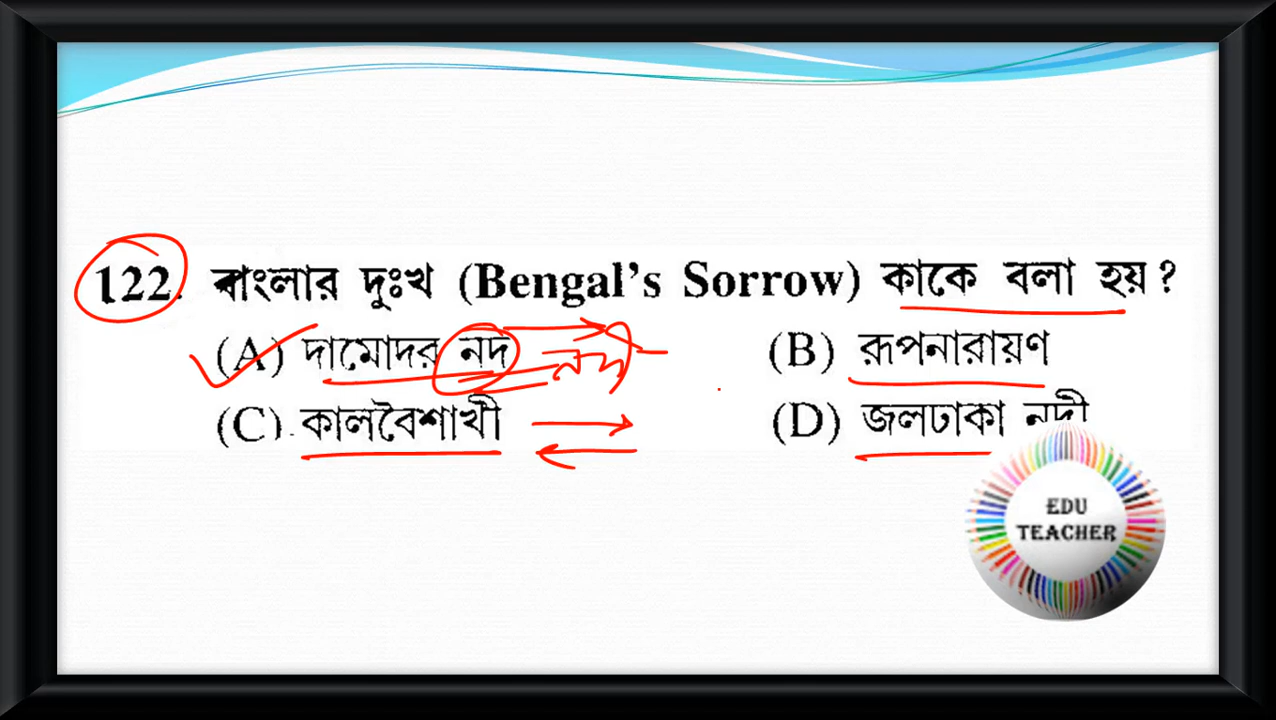 122. বাংলার দুঃখ (Bengal's Sorrow) কাকে বলা হয় ?
(A) দামোদর নদ নদ (B) রূপনারায়ণ
(C) কালবৈশাখী (D) জলঢাকা নদী
EDU
TEACHER